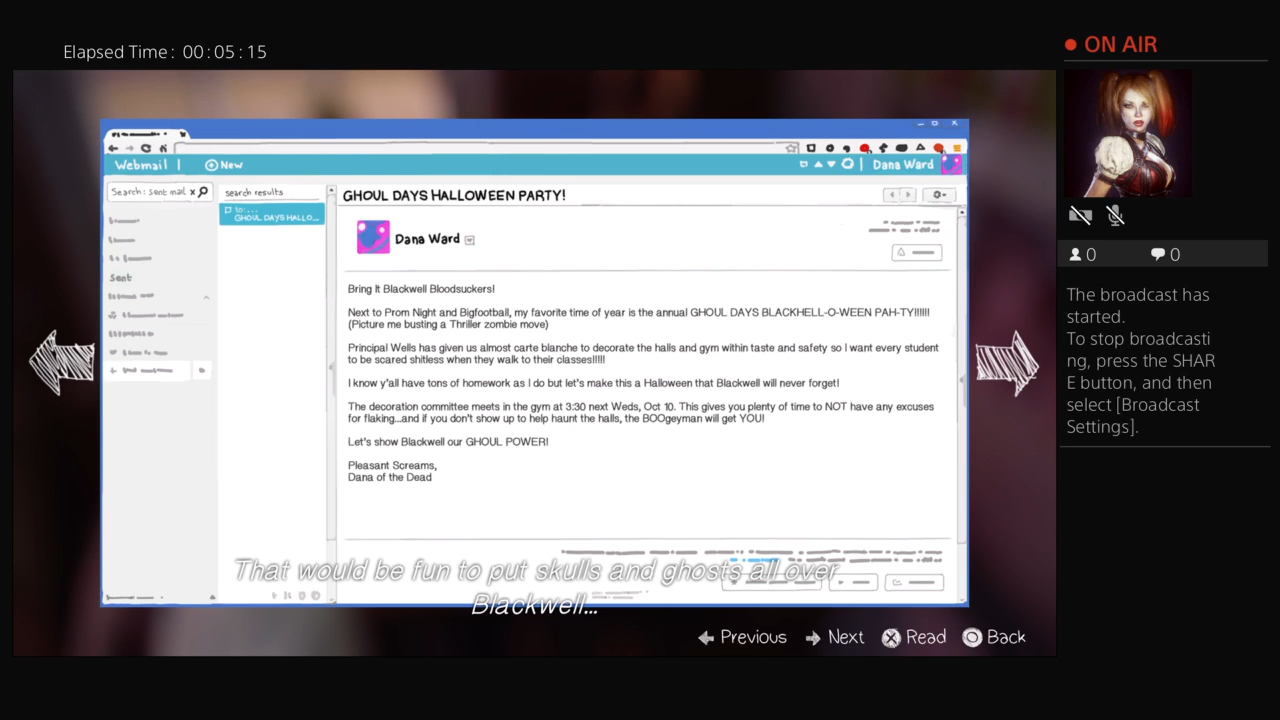 Elapsed Time: 00:05:15
ON AIR
Webmail |
New
Dana Ward
Search: sent mail x
search results
GHOUL DAYS HALLOWEEN PARTY!
to:...
GHOUL DAYS HALLO...
Dana Ward
Sent
Bring It Blackwell Bloodsuckers!
Next to Prom Night and Bigfootball, my favorite time of year is the annual GHOUL DAYS BLACKHELL-O-WEEN PAH-TY!!!!!!
(Picture me busting a Thriller zombie move)
Principal Wells has given us almost carte blanche to decorate the halls and gym within taste and safety so I want every student
to be scared shitless when they walk to their classes!!!!!
I know y'all have tons of homework as I do but let's make this a Halloween that Blackwell will never forget!
The decoration committee meets in the gym at 3:30 next Weds, Oct 10. This gives you plenty of time to NOT have any excuses
for flaking...and if you don't show up to help haunt the halls, the BOOgeyman will get YOU!
Let's show Blackwell our GHOUL POWER!
Pleasant Screams,
Dana of the Dead
That would be fun to put skulls and ghosts all over
Blackwell...
Previous Next Read Back
0 0
The broadcast has
started.
To stop broadcasti
ng, press the SHAR
E button, and then
select [Broadcast
Settings].